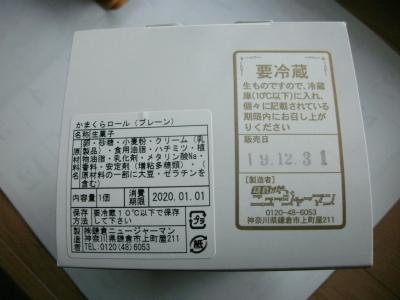 かまくらロール（プレーン）
名称 生菓子
卵・砂糖・小麦粉・クリーム（乳
製品）・食用油脂・ハチミツ・植
物油脂・乳化剤・メタリン酸Na・
香料・安定剤（増粘多糖類）・
（原材料の一部に大豆・ゼラチンを
含む）
内容量 1個 消費期限 2020.01.01
保存方法 要冷蔵10℃以下で保存
して下さい
製造者 ㈱鎌倉ニュージャーマン
神奈川県鎌倉市上町屋211
TEL:0120(48)6053
プラ
紙
要冷蔵
生ものですので、冷蔵
庫(10℃以下)に入れ、
個々に記載されている
期限内にお召し上が
りください
販売日
19.12.31
【製造者】
鎌倉
ニュージャーマン
0120-48-6053
神奈川県鎌倉市上町屋211